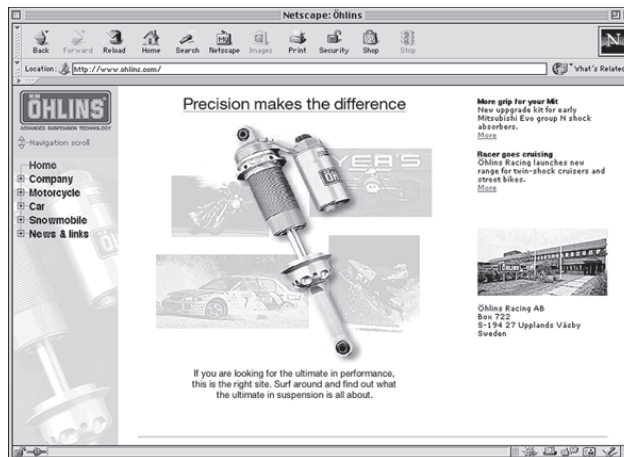 Netscape: Öhlins
Back
Forward
Reload
Home
Search
Netscape
Images
Print
Security
Shop
Stop
N
Location:
http://www.ohlins.com/
What's Related
ÖHLINS
ADVANCED SUSPENSION TECHNOLOGY
Navigation scroll
Home
Company
Motorcycle
Car
Snowmobile
News & links
Precision makes the difference
ÖHLINS
7
If you are looking for the ultimate in performance,
this is the right site. Surf around and find out what
the ultimate in suspension is all about.
More grip for your Mit
New uppgrade kit for early
Mitsubishi Evo group N shock
absorbers.
More
Racer goes cruising
Öhlins Racing launches new
range for twin-shock cruisers and
street bikes.
More
Öhlins Racing AB
Box 722
S-194 27 Upplands Väsby
Sweden